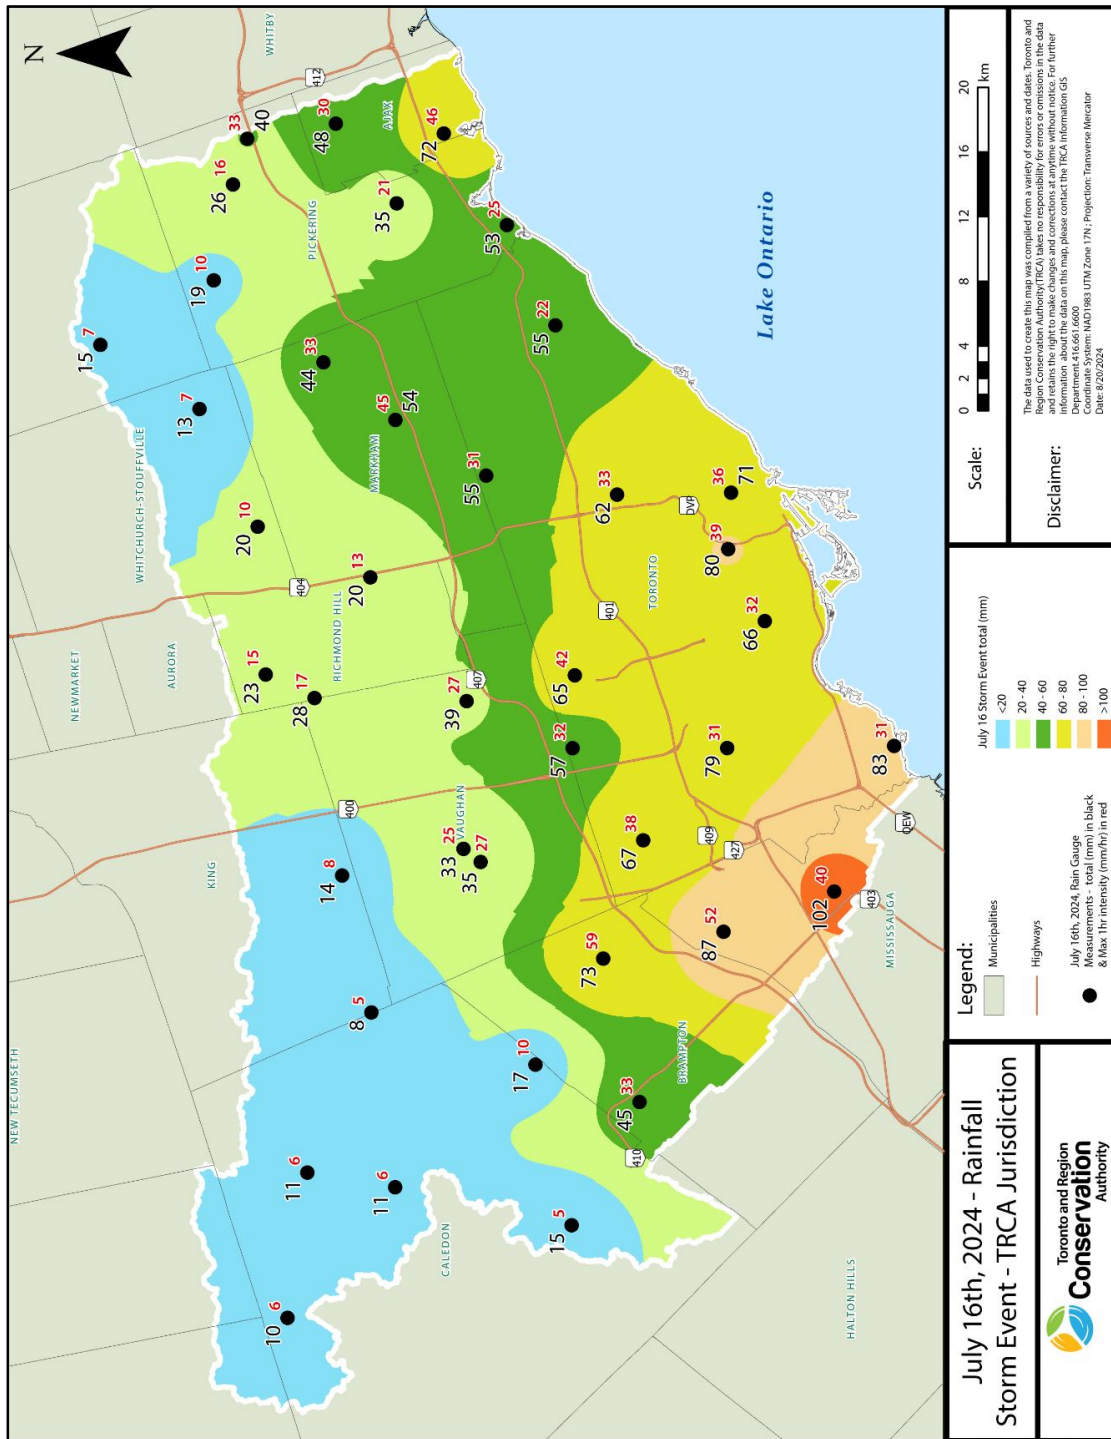 N
NEW TECUMSETH
NEWMARKET
AURORA
WHITCHURCH-STOUFFVILLE
KING
WHITBY
RICHMOND HILL
PICKERING
AJAX
MARKHAM
VAUGHAN
CALEDON
TORONTO
BRAMPTON
MISSISSAUGA
HALTON HILLS
Lake Ontario
412
404
400
407
401
DVP
409
427
410
403
QEW
15 7
19 10
13 7
26 16
33
40
48 30
35 21
72 46
53 25
44 33
45
54
55 22
55 31
20 10
20 13
23 15
28 17
39 27
62 33
36
71
80 39
66 32
65 42
57 32
79 31
83 31
67 38
33 25
35 27
14 8
8 5
17 10
73 59
87 52
102 40
45 33
11 6
11 6
15 5
10 6
July 16th, 2024 - Rainfall
Storm Event - TRCA Jurisdiction
Toronto and Region
Conservation
Authority
Legend:
Municipalities
Highways
July 16th, 2024, Rain Gauge
Measurements - total (mm) in black
& Max 1hr intensity (mm/hr) in red
July 16 Storm Event total (mm)
<20
20 - 40
40 - 60
60 - 80
80 - 100
>100
Scale:
0 2 4 8 12 16 20
km
Disclaimer:
The data used to create this map was compiled from a variety of sources and dates. Toronto and
Region Conservation Authority(TRCA) takes no responsibility for errors or omissions in the data
and retains the right to make changes and corrections at anytime without notice. For further
information about the data on this map, please contact the TRCA Information GIS
Department.416.661.6600
Coordinate System: NAD1983 UTM Zone 17N ; Projection: Transverse Mercator
Date: 8/20/2024